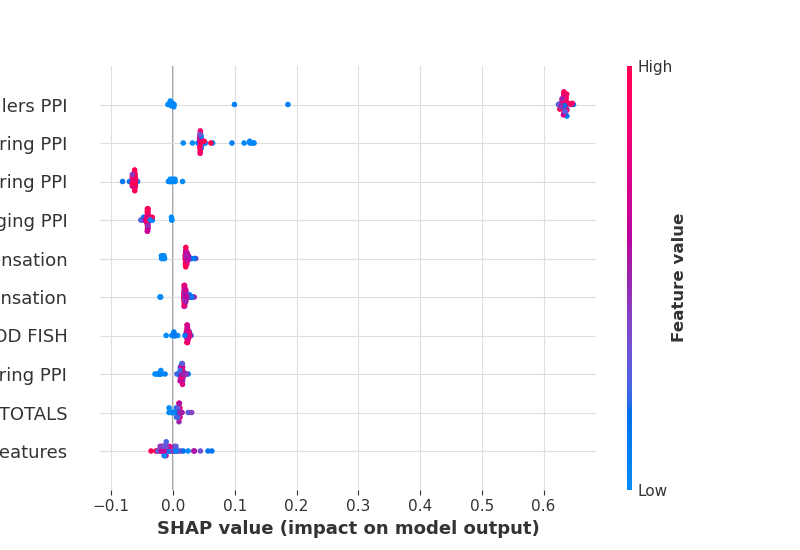 High
lers PPI
ring PPI
ring PPI
ging PPI
nsation
nsation
OD FISH
ring PPI
TOTALS
eatures
Low
−0.1 0.0 0.1 0.2 0.3 0.4 0.5 0.6
SHAP value (impact on model output)
Feature value